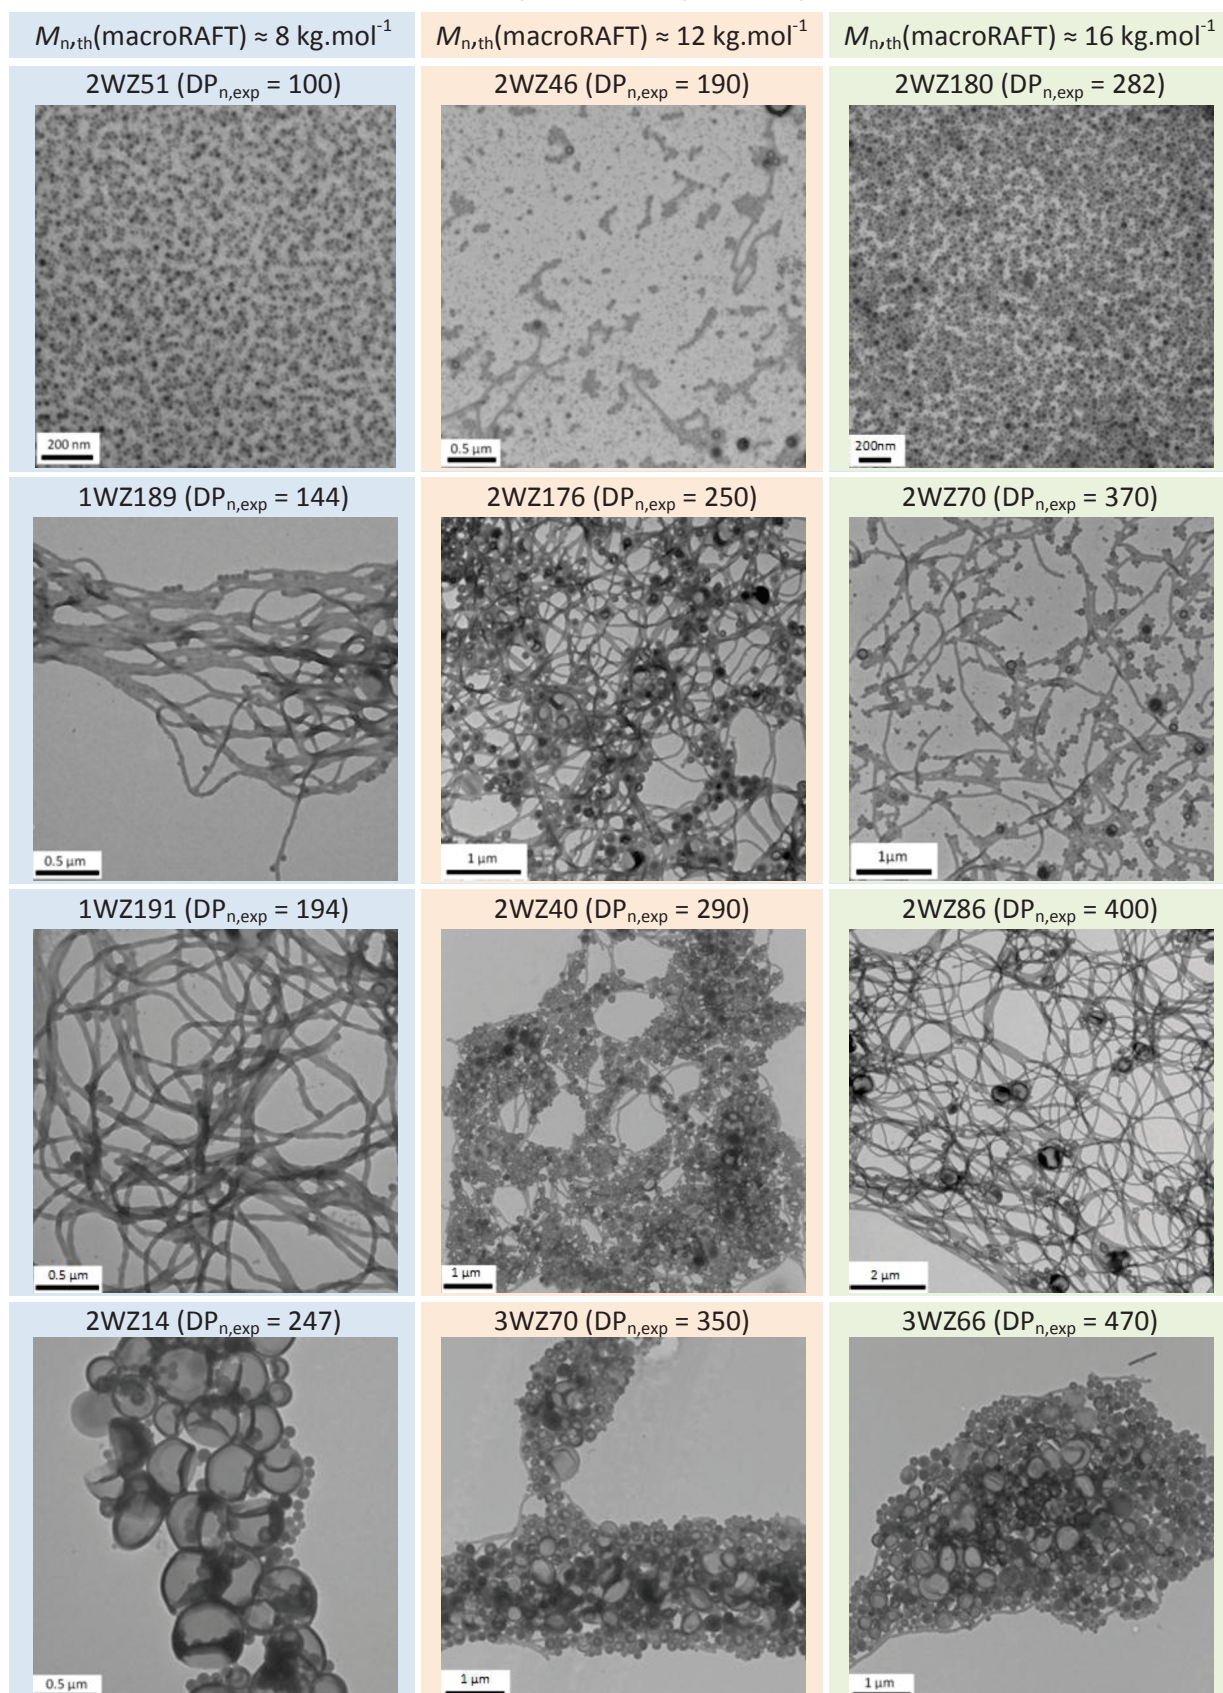 Mn,th(macroRAFT) ≈ 8 kg.mol-1
Mn,th(macroRAFT) ≈ 12 kg.mol-1
Mn,th(macroRAFT) ≈ 16 kg.mol-1
2WZ51 (DPn,exp = 100)
2WZ46 (DPn,exp = 190)
2WZ180 (DPn,exp = 282)
200 nm
0.5 µm
200nm
1WZ189 (DPn,exp = 144)
2WZ176 (DPn,exp = 250)
2WZ70 (DPn,exp = 370)
0.5 µm
1 µm
1µm
1WZ191 (DPn,exp = 194)
2WZ40 (DPn,exp = 290)
2WZ86 (DPn,exp = 400)
0.5 µm
1 µm
2 µm
2WZ14 (DPn,exp = 247)
3WZ70 (DPn,exp = 350)
3WZ66 (DPn,exp = 470)
0.5 µm
1 µm
1 µm